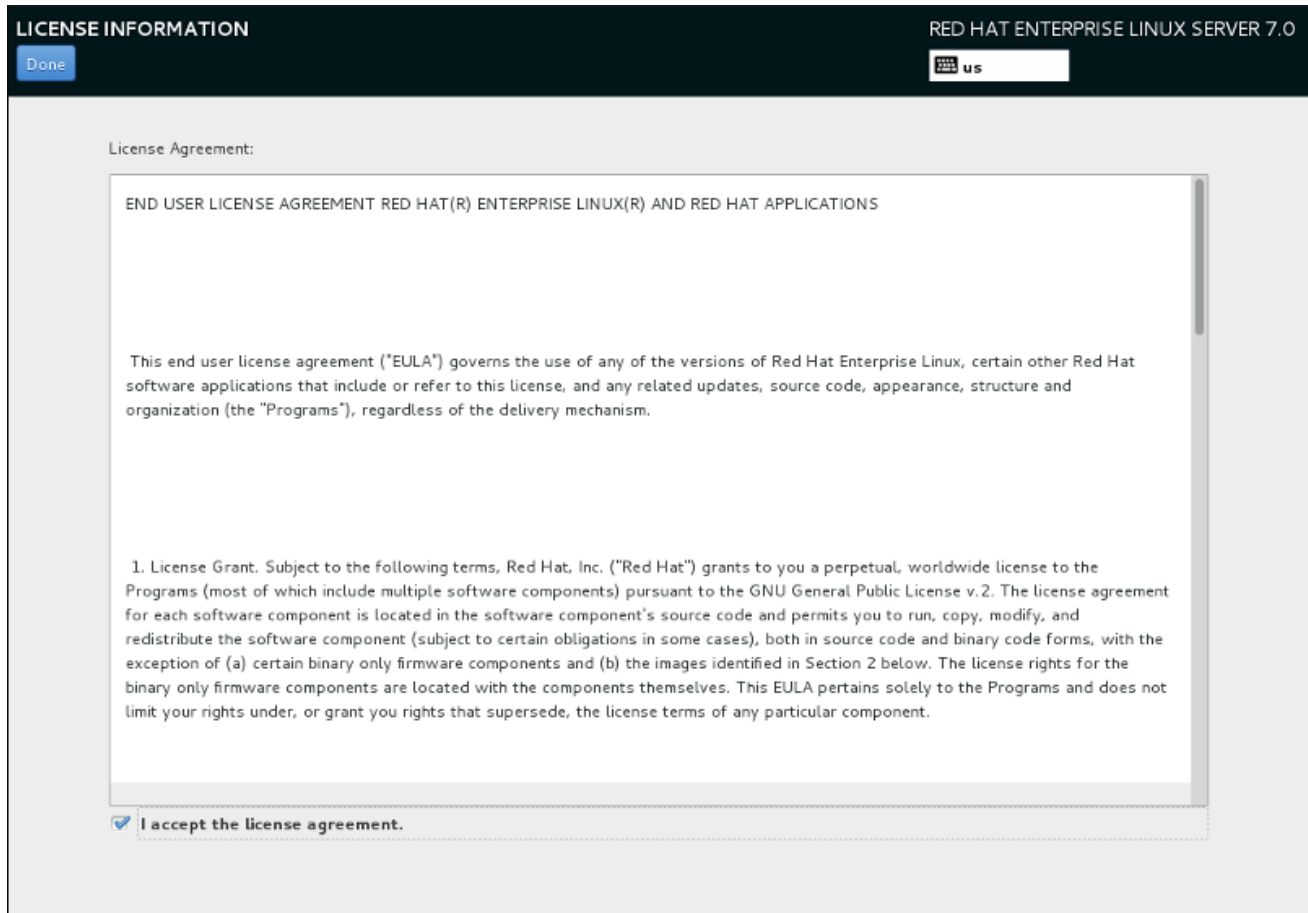 LICENSE INFORMATION
RED HAT ENTERPRISE LINUX SERVER 7.0
Done
us
License Agreement:
END USER LICENSE AGREEMENT RED HAT(R) ENTERPRISE LINUX(R) AND RED HAT APPLICATIONS
This end user license agreement ("EULA") governs the use of any of the versions of Red Hat Enterprise Linux, certain other Red Hat
software applications that include or refer to this license, and any related updates, source code, appearance, structure and
organization (the "Programs"), regardless of the delivery mechanism.
1. License Grant. Subject to the following terms, Red Hat, Inc. ("Red Hat") grants to you a perpetual, worldwide license to the
Programs (most of which include multiple software components) pursuant to the GNU General Public License v.2. The license agreement
for each software component is located in the software component's source code and permits you to run, copy, modify, and
redistribute the software component (subject to certain obligations in some cases), both in source code and binary code forms, with the
exception of (a) certain binary only firmware components and (b) the images identified in Section 2 below. The license rights for the
binary only firmware components are located with the components themselves. This EULA pertains solely to the Programs and does not
limit your rights under, or grant you rights that supersede, the license terms of any particular component.
I accept the license agreement.